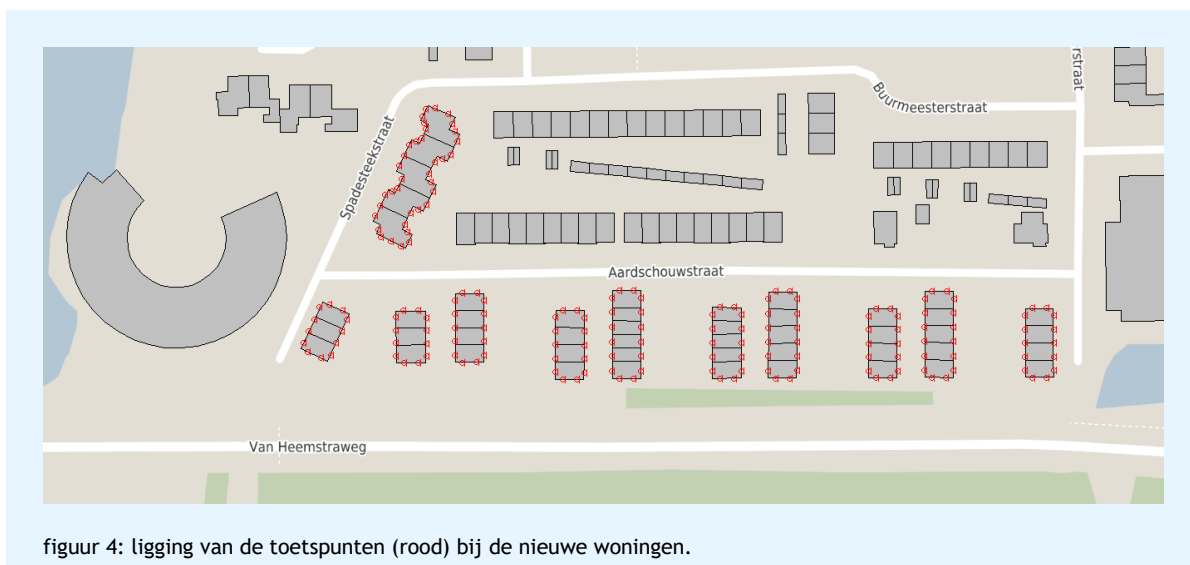 rstraat
Buurmeesterstraat
Spadesteekstraat
Aardschouwstraat
Van Heemstraweg
figuur 4: ligging van de toetspunten (rood) bij de nieuwe woningen.